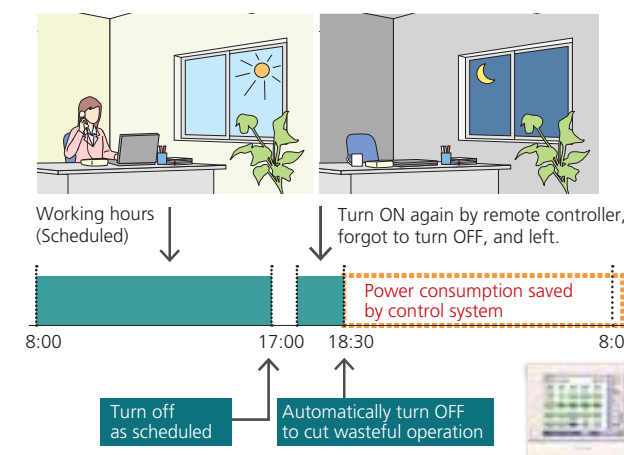 Working hours
(Scheduled)
Turn ON again by remote controller,
forgot to turn OFF, and left.
Power consumption saved
by control system
8:00
17:00
18:30
8:0
Turn off
as scheduled
Automatically turn OFF
to cut wasteful operation